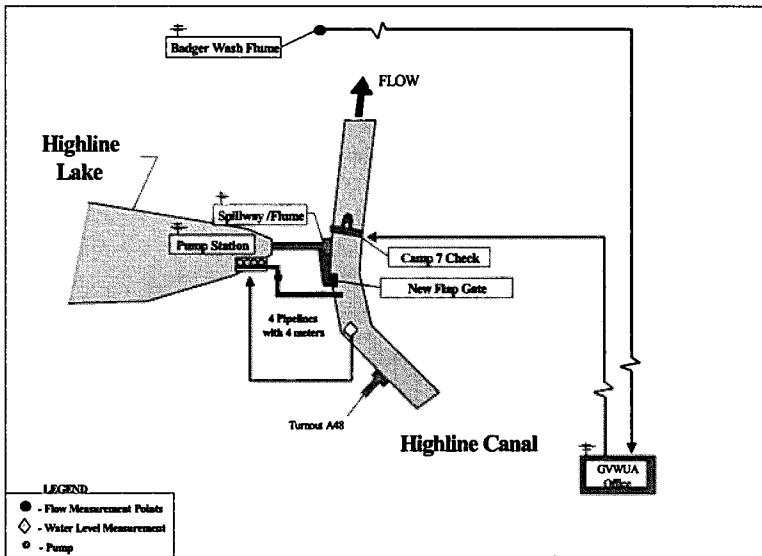 Badger Wash Flume
FLOW
Highline
Lake
Spillway /Flume
Pump Station
Camp 7 Check
New Flap Gate
4 Pipelines
with 4 meters
Turnout A48
Highline Canal
GVWUA
Office
LEGEND
- Flow Measurement Points
- Water Level Measurement
- Pump